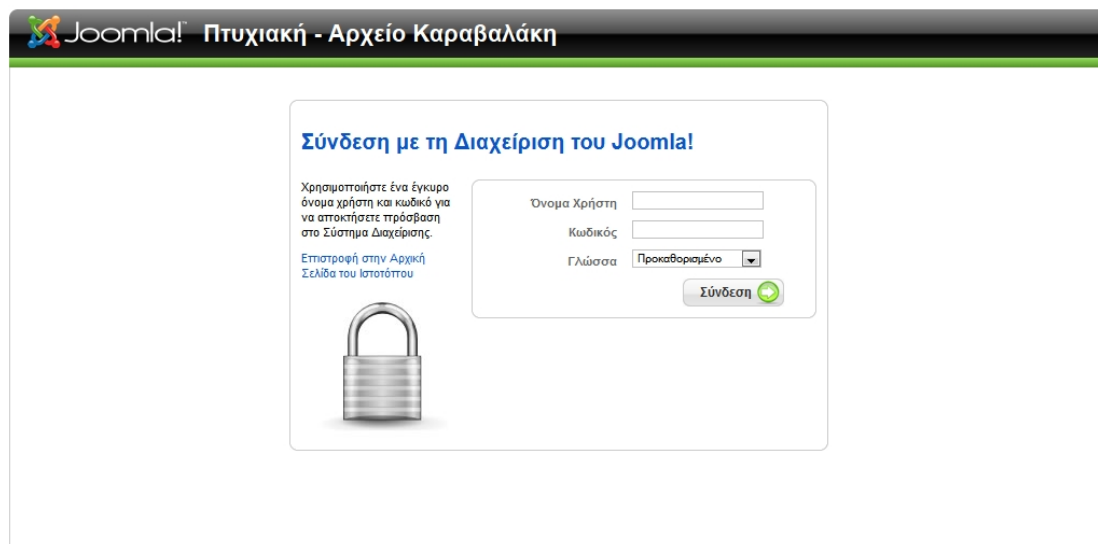 Joomla!™ Πτυχιακή - Αρχείο Καραβαλάκη
Σύνδεση με τη Διαχείριση του Joomla!
Χρησιμοποιήστε ένα έγκυρο
όνομα χρήστη και κωδικό για
να αποκτήσετε πρόσβαση
στο Σύστημα Διαχείρισης.
Επιστροφή στην Αρχική
Σελίδα του Ιστοτόπου
Όνομα Χρήστη
Κωδικός
Γλώσσα Προκαθορισμένο
Σύνδεση